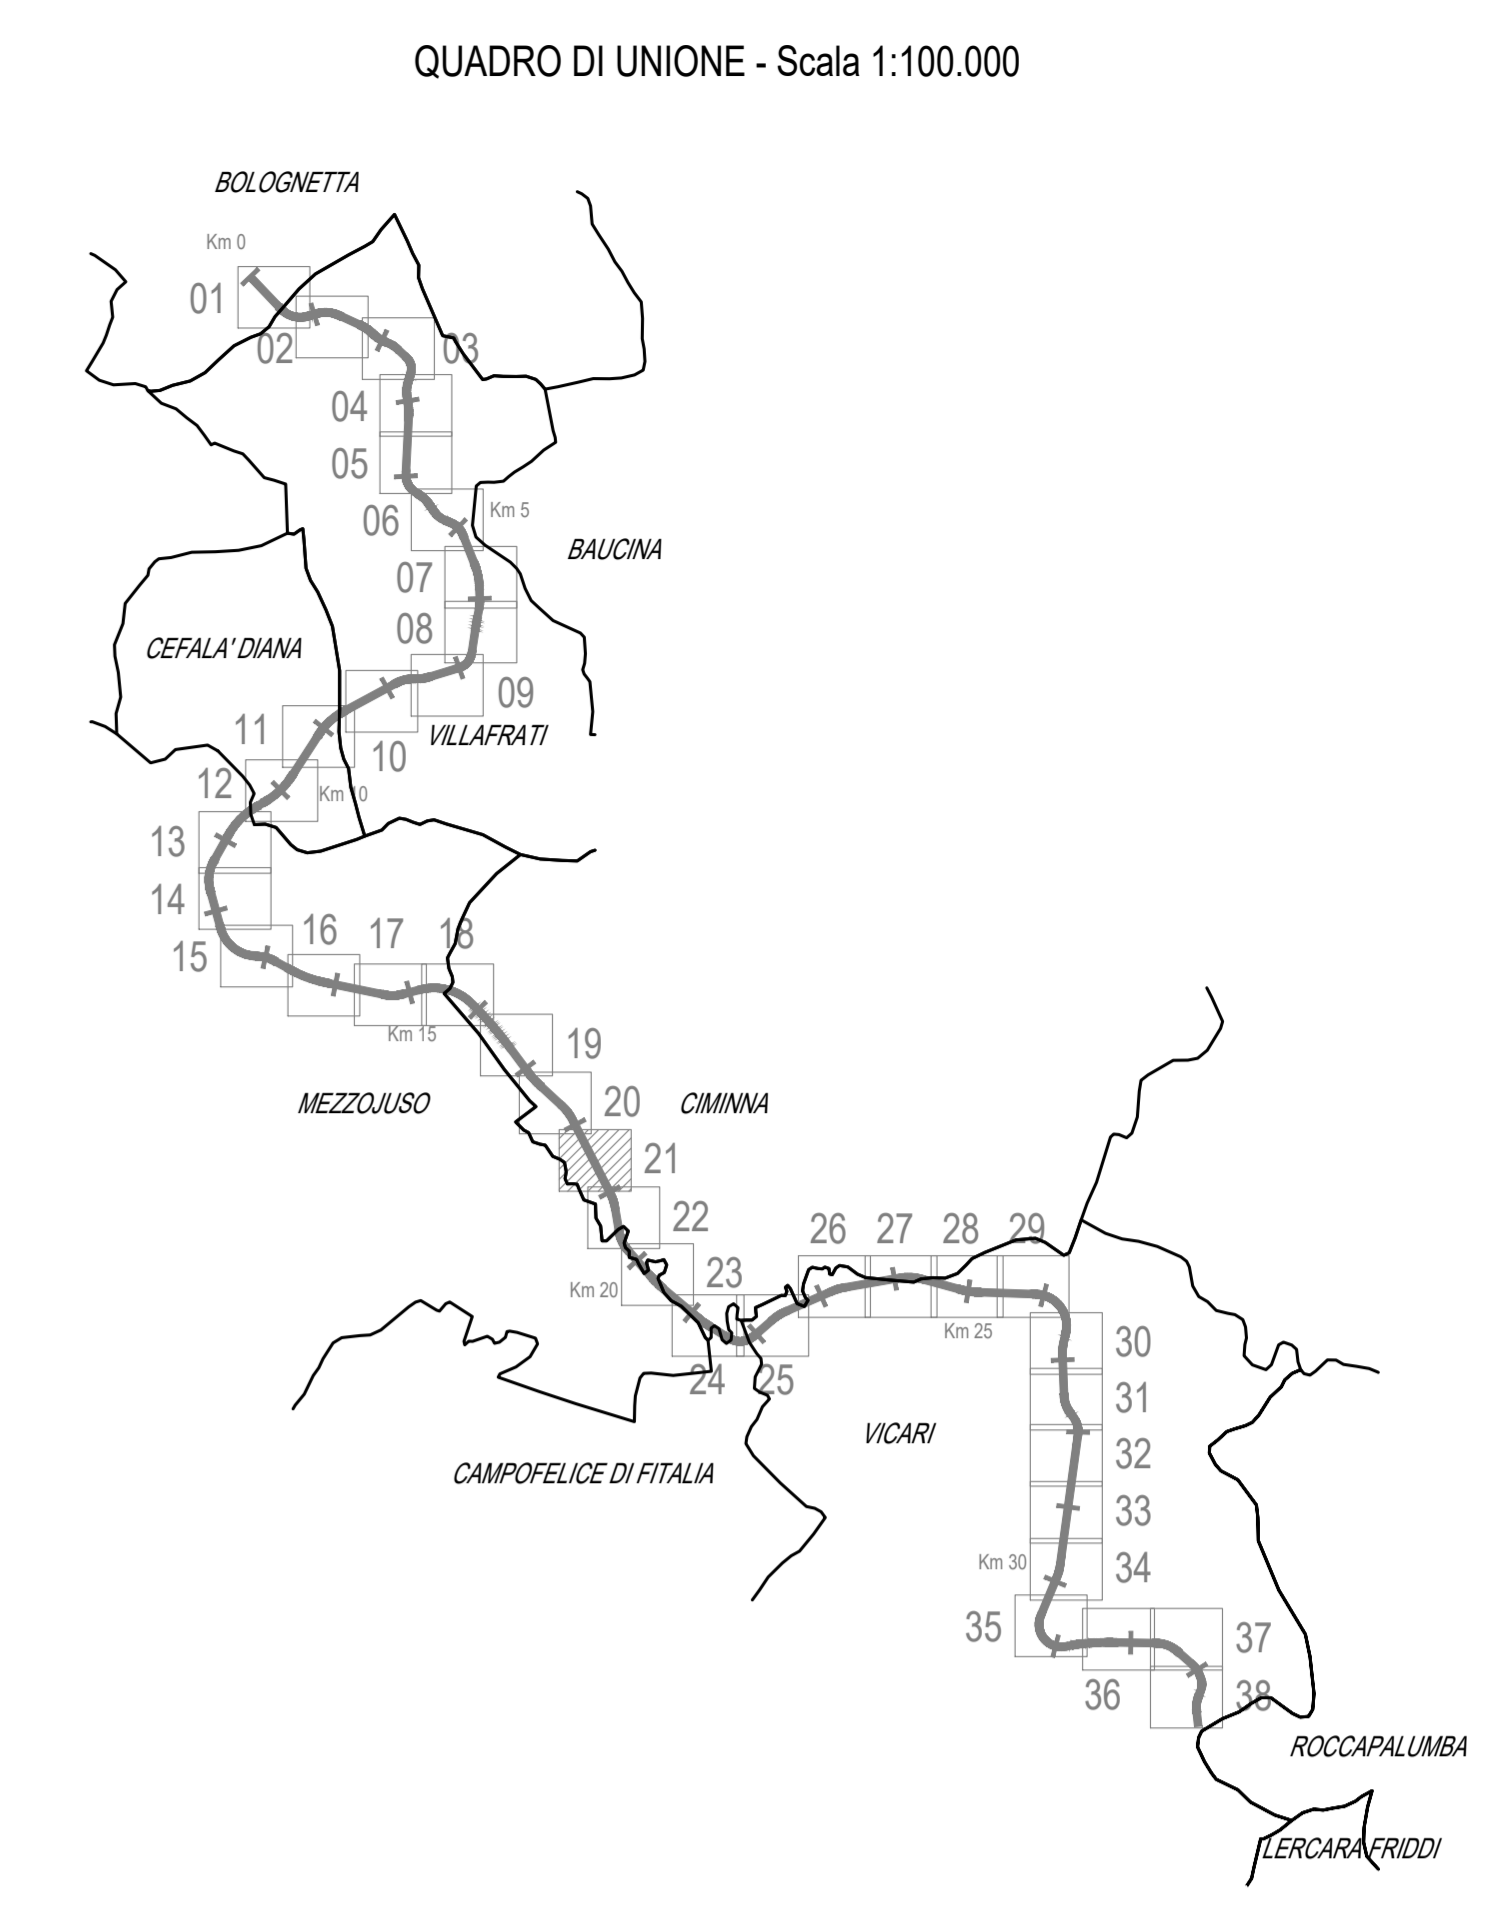 QUADRO DI UNIONE - Scala 1:100.000
BOLOGNETTA
Km 0
01
02
03
04
05
06
Km 5
BAUCINA
07
08
CEFALA' DIANA
09
VILLAFRATI
11
10
12
Km 10
13
14
15
16
17
18
Km 15
19
MEZZOJUSO
20
CIMINNA
21
22
26
27
28
29
23
Km 20
Km 25
24
25
30
31
VICARI
32
CAMPOFELICE DI FITALIA
33
Km 30
34
35
37
36
38
ROCCAPALUMBA
LERCARA FRIDDI